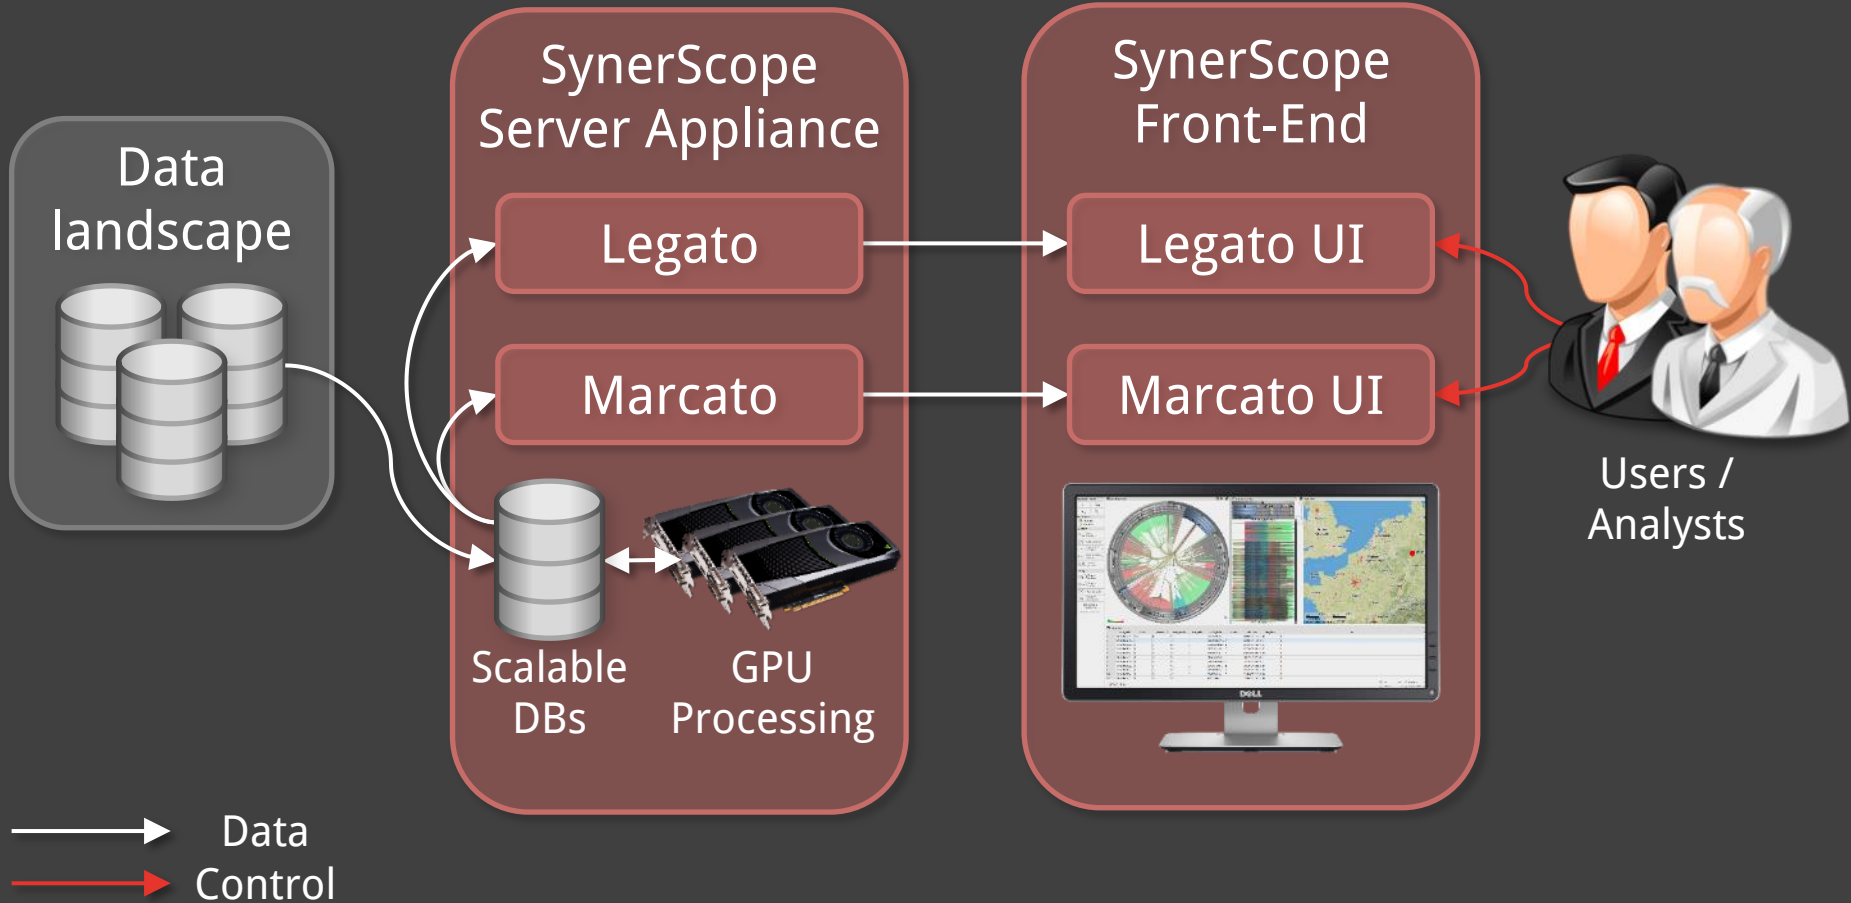 Data
landscape
SynerScope
Server Appliance
Legato
Marcato
Scalable
DBs
GPU
Processing
SynerScope
Front-End
Legato UI
Marcato UI
DELL
Users /
Analysts
Data
Control